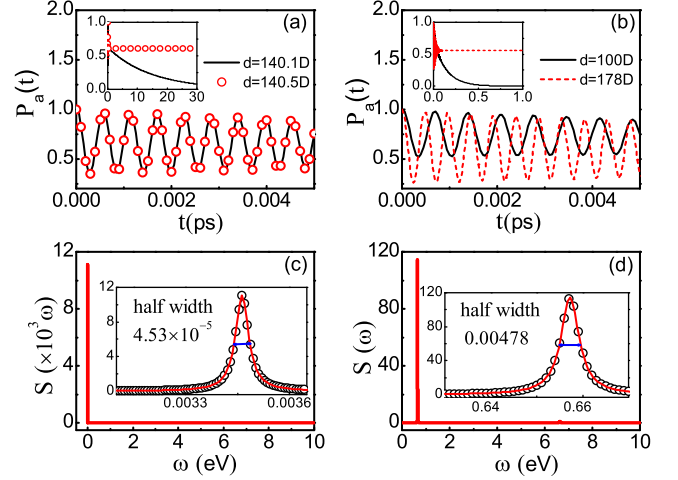 (a)
P_a(t)
2.0
1.5
1.0
0.5
1.0
0.5
0.0
0 10 20 30
d=140.1D
d=140.5D
0.000 0.002 0.004
t(ps)
(b)
P_a(t)
2.0
1.5
1.0
0.5
1.0
0.5
0.0
0.0 0.5 1.0
d=100D
d=178D
0.000 0.002 0.004
t(ps)
(c)
S (×10³ω)
12
8
4
0
12
6
0
half width
4.53×10⁻⁵
0.0033 0.0036
0 2 4 6 8 10
ω (eV)
(d)
S (ω)
120
80
40
0
120
60
0
half width
0.00478
0.64 0.66
0 2 4 6 8 10
ω (eV)